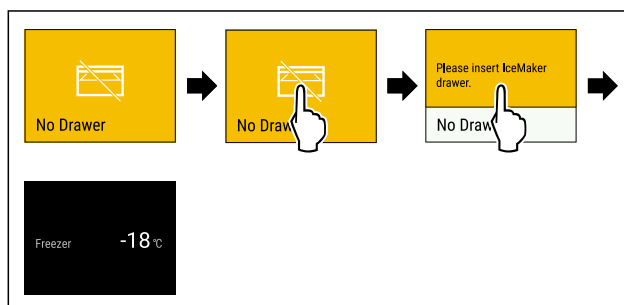 No Drawer
No Draw
Please insert IceMaker
drawer.
No Draw
Freezer -18 °C